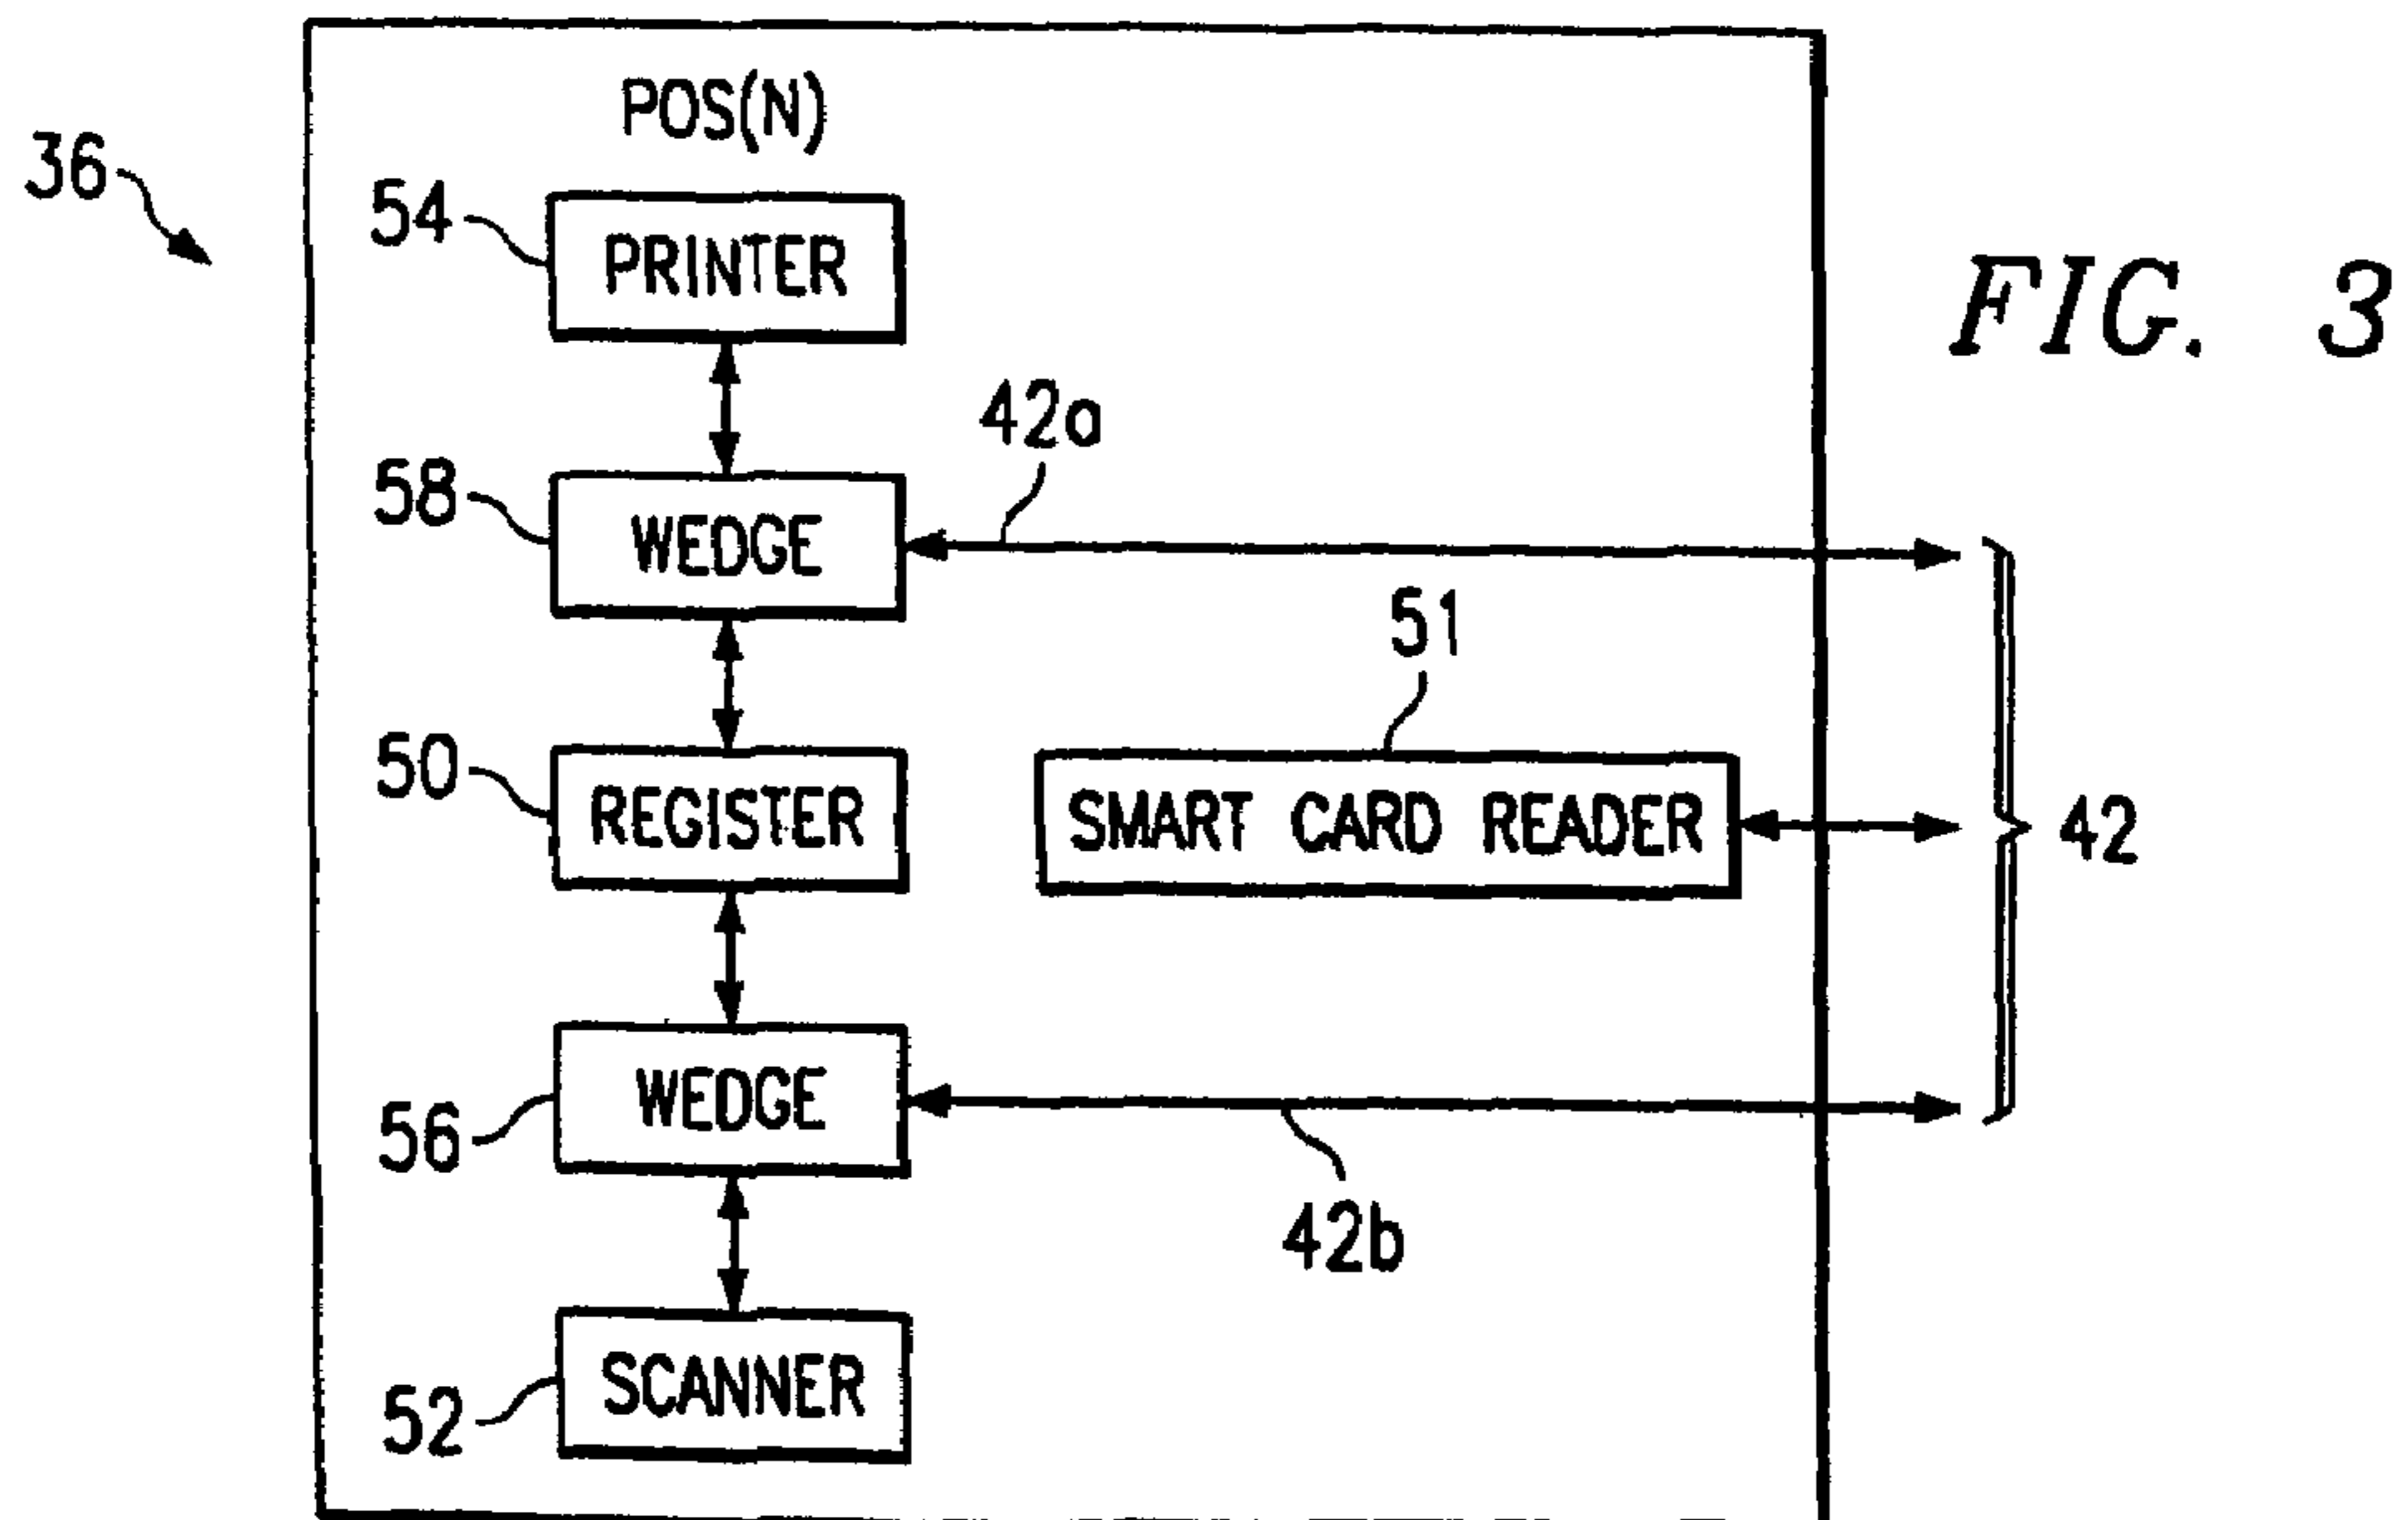 POS(N)
36
54
PRINTER
FIG. 3
42a
58
WEDGE
51
50
REGISTER
SMART CARD READER
42
56
WEDGE
42b
52
SCANNER